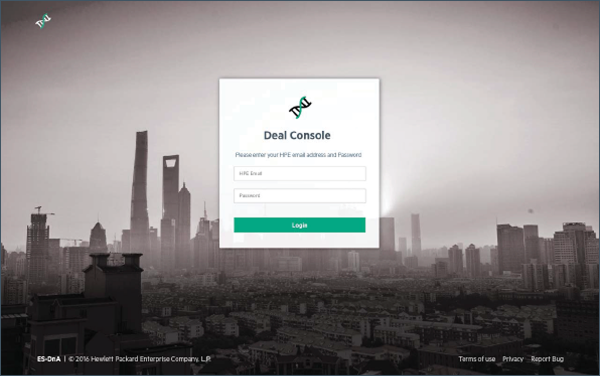 Deal Console
Please enter your HPE email address and Password
HPE Email
Password
Login
ES-DnA | © 2016 Hewlett Packard Enterprise Company, L.P.
Terms of use Privacy Report Bug